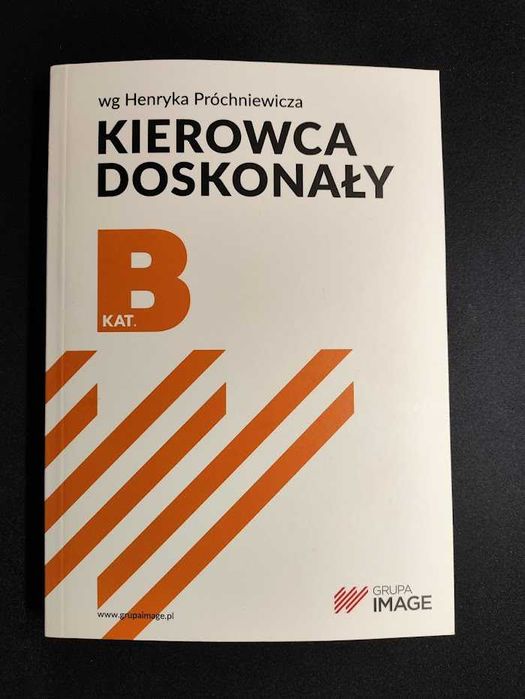 wg Henryka Próchniewicza
KIEROWCA
DOSKONAŁY
B
KAT.
www.grupaimage.pl
GRUPA
IMAGE